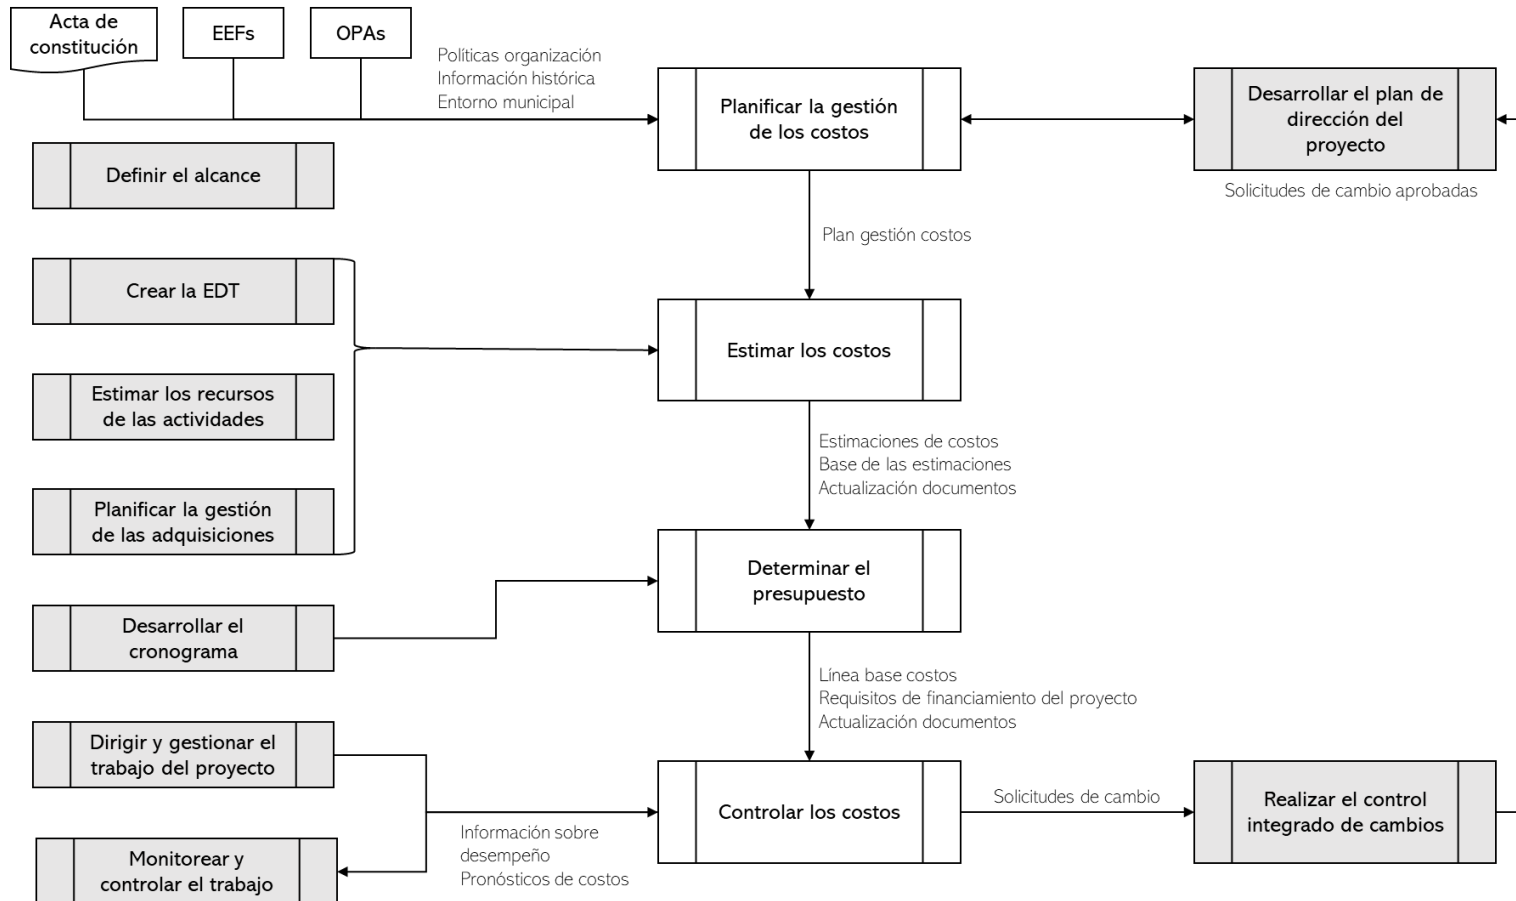 Acta de
constitución
EEFs
OPAs
Políticas organización
Información histórica
Entorno municipal
Planificar la gestión
de los costos
Desarrollar el plan de
dirección del
proyecto
Solicitudes de cambio aprobadas
Definir el alcance
Plan gestión costos
Crear la EDT
Estimar los costos
Estimar los recursos
de las actividades
Estimaciones de costos
Base de las estimaciones
Actualización documentos
Planificar la gestión
de las adquisiciones
Determinar el
presupuesto
Desarrollar el
cronograma
Línea base costos
Requisitos de financiamiento del proyecto
Actualización documentos
Dirigir y gestionar el
trabajo del proyecto
Controlar los costos
Solicitudes de cambio
Realizar el control
integrado de cambios
Información sobre
desempeño
Pronósticos de costos
Monitorear y
controlar el trabajo